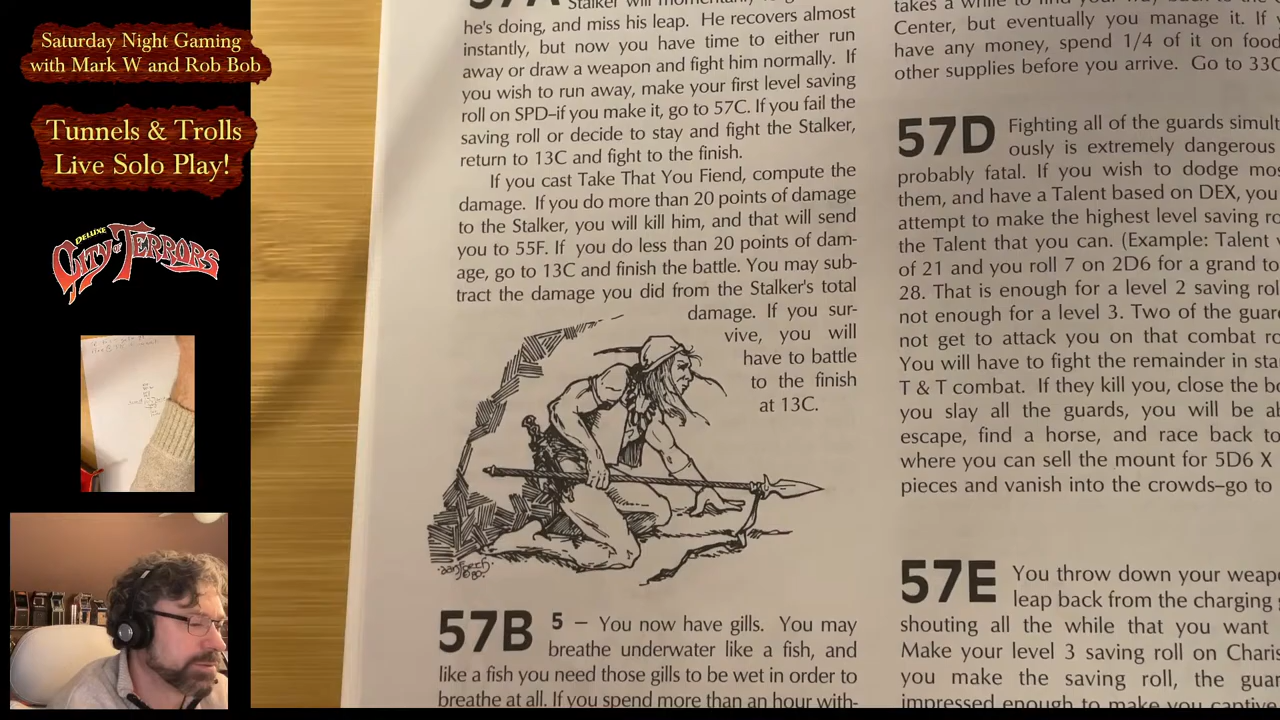 Saturday Night Gaming
with Mark W and Rob Bob
Tunnels & Trolls
Live Solo Play!
DELUXE
CITY OF TERRORS
57A Stalker will
he's doing, and miss his leap. He recovers almost
instantly, but now you have time to either run
away or draw a weapon and fight him normally. If
you wish to run away, make your first level saving
roll on SPD–if you make it, go to 57C. If you fail the
saving roll or decide to stay and fight the Stalker,
return to 13C and fight to the finish.
If you cast Take That You Fiend, compute the
damage. If you do more than 20 points of damage
to the Stalker, you will kill him, and that will send
you to 55F. If you do less than 20 points of dam-
age, go to 13C and finish the battle. You may sub-
tract the damage you did from the Stalker's total
damage. If you sur-
vive, you will
have to battle
to the finish
at 13C.
57B 5 – You now have gills. You may
breathe underwater like a fish, and
like a fish you need those gills to be wet in order to
breathe at all. If you spend more than an hour with-
takes a while to find your way back to the
Center, but eventually you manage it. If
have any money, spend 1/4 of it on food
other supplies before you arrive. Go to 33C
57D Fighting all of the guards simult
ously is extremely dangerous
probably fatal. If you wish to dodge mos
them, and have a Talent based on DEX, you
attempt to make the highest level saving ro
the Talent that you can. (Example: Talent
of 21 and you roll 7 on 2D6 for a grand to
28. That is enough for a level 2 saving rol
not enough for a level 3. Two of the guar
not get to attack you on that combat ro
You will have to fight the remainder in sta
T & T combat. If they kill you, close the bo
you slay all the guards, you will be al
escape, find a horse, and race back to
where you can sell the mount for 5D6 X
pieces and vanish into the crowds–go to
57E You throw down your weap
leap back from the charging
shouting all the while that you want
Make your level 3 saving roll on Charis
you make the saving roll, the guar
impressed enough to make you captive